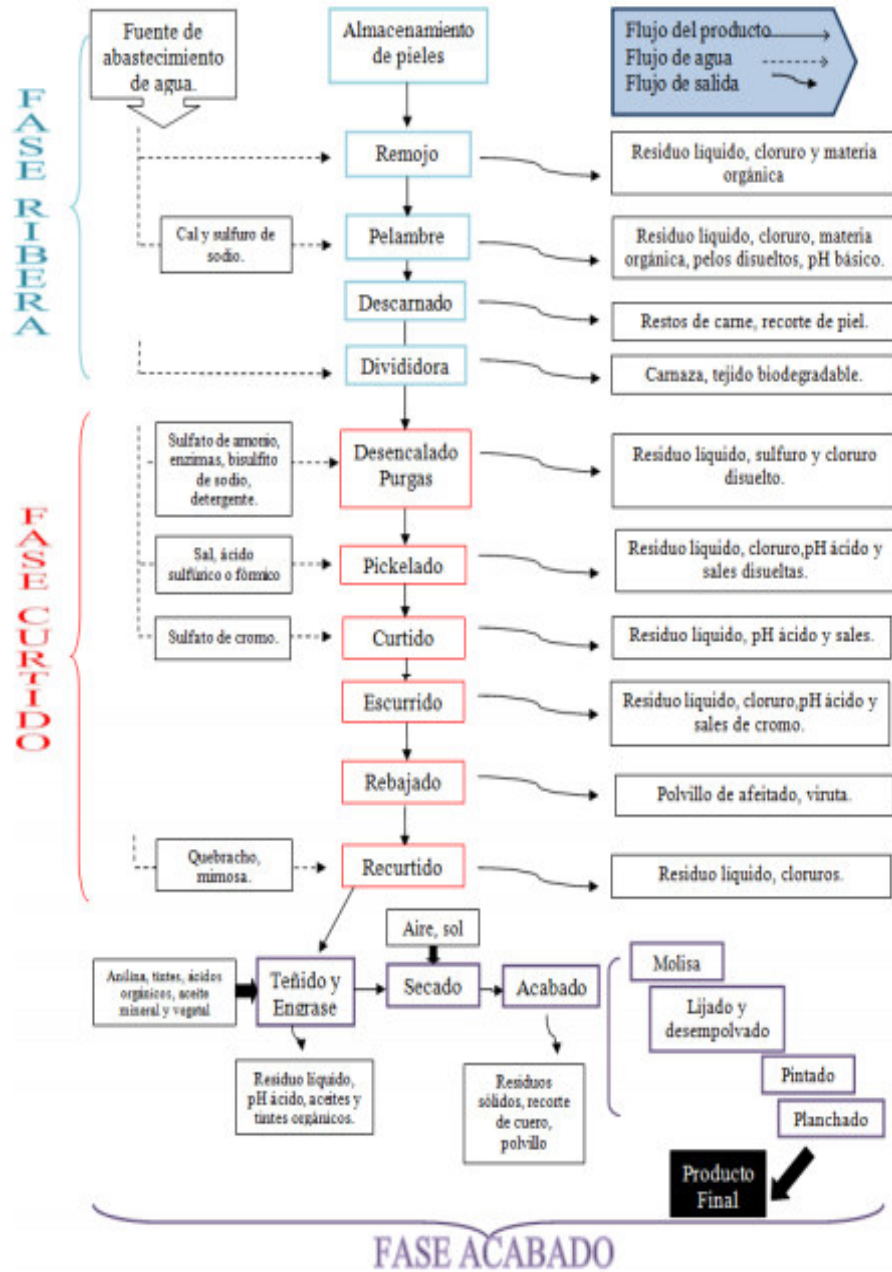 Fuente de
abastecimiento
de agua.
Almacenamiento
de pieles
Flujo del producto
Flujo de agua
Flujo de salida
FASE RIBERA
Remojo
Residuo líquido, cloruro y materia
orgánica
Cal y sulfuro de
sodio.
Pelambre
Residuo líquido, cloruro, materia
orgánica, pelos disueltos, pH básico.
Descarnado
Restos de carne, recorte de piel.
Divididora
Carnaza, tejido biodegradable.
FASE CURTIDO
Sulfato de amonio,
enzimas, bisulfito
de sodio,
detergente.
Desencalado
Purgas
Residuo líquido, sulfuro y cloruro
disuelto.
Sal, ácido
sulfúrico o fórmico
Pickelado
Residuo líquido, cloruro,pH ácido y
sales disueltas.
Sulfato de cromo.
Curtido
Residuo líquido, pH ácido y sales.
Escurrido
Residuo líquido, cloruro,pH ácido y
sales de cromo.
Rebajado
Polvillo de afeitado, viruta.
Quebracho,
mimosa.
Recurtido
Residuo líquido, cloruros.
Aire, sol
Anilina, tintes, ácidos
orgánicos, aceite
mineral y vegetal
Teñido y
Engrase
Secado
Acabado
Molisa
Lijado y
desempolvado
Pintado
Planchado
Residuo líquido,
pH ácido, aceites y
tintes orgánicos.
Residuos
sólidos, recorte
de cuero,
polvillo
Producto
Final
FASE ACABADO